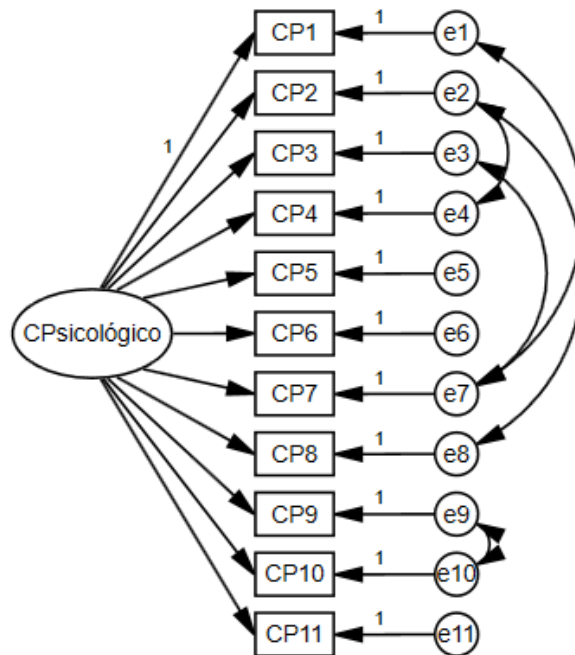 CP1 1 e1
CP2 1 e2
1 CP3 1 e3
CP4 1 e4
CP5 1 e5
CPsicológico CP6 1 e6
CP7 1 e7
CP8 1 e8
CP9 1 e9
CP10 1 e10
CP11 1 e11